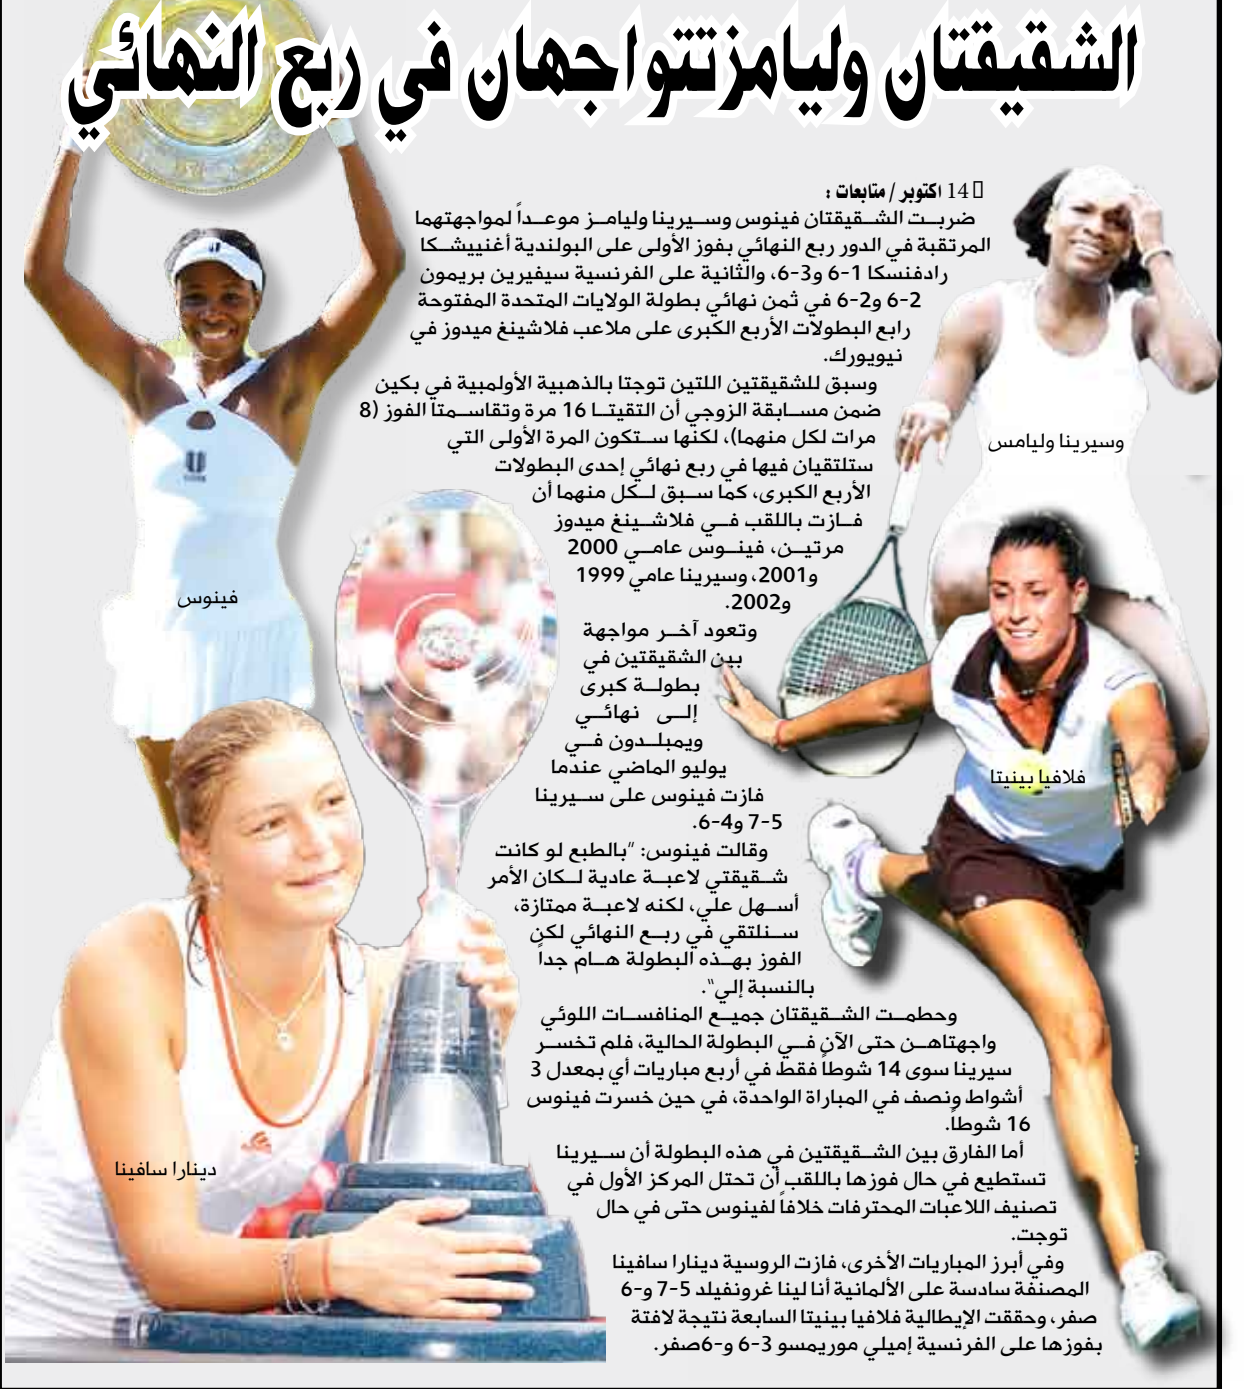 الشقيقتان وليامزتتواجهان في ربع النهائي
14 اكتوبر / متابعات :
ضربت الشقيقتان فينوس وسيرينا وليامز موعداً لمواجهتهما
المرتقبة في الدور ربع النهائي بفوز الأولى على البولندية أغنييشكا
رادفنسكا 1-6 و3-6، والثانية على الفرنسية سيفيرين بريمون
2-6 و2-6 في ثمن نهائي بطولة الولايات المتحدة المفتوحة
رابع البطولات الأربع الكبرى على ملاعب فلاشينغ ميدوز في
نيويورك.
وسبق للشقيقتين اللتين توجتا بالذهبية الأولمبية في بكين
ضمن مسابقة الزوجي أن التقيتا 16 مرة وتقاسمتا الفوز (8
مرات لكل منهما)، لكنها ستكون المرة الأولى التي
ستلتقيان فيها في ربع نهائي إحدى البطولات
الأربع الكبرى، كما سبق لكل منهما أن
فازت باللقب في فلاشينغ ميدوز
مرتين، فينوس عامي 2000
و2001، وسيرينا عامي 1999
و2002.
وتعود آخر مواجهة
بين الشقيقتين في
بطولة كبرى
إلى نهائي
ويمبلدون في
يوليو الماضي عندما
فازت فينوس على سيرينا
7-5 و4-6.
وقالت فينوس: "بالطبع لو كانت
شقيقتي لاعبة عادية لكان الأمر
أسهل علي، لكنه لاعبة ممتازة،
سنلتقي في ربع النهائي لكن
الفوز بهذه البطولة هام جداً
بالنسبة إلي".
وحطمت الشقيقتان جميع المنافسات اللوئي
واجهتاهن حتى الآن في البطولة الحالية، فلم تخسر
سيرينا سوى 14 شوطاً فقط في أربع مباريات أي بمعدل 3
أشواط ونصف في المباراة الواحدة، في حين خسرت فينوس
16 شوطاً.
أما الفارق بين الشقيقتين في هذه البطولة أن سيرينا
تستطيع في حال فوزها باللقب أن تحتل المركز الأول في
تصنيف اللاعبات المحترفات خلافاً لفينوس حتى في حال
توجت.
وفي أبرز المباريات الأخرى، فازت الروسية دينارا سافينا
المصنفة سادسة على الألمانية أنا لينا غرونفيلد 5-7 و6-
صفر، وحققت الإيطالية فلافيا بينيتا السابعة نتيجة لافتة
بفوزها على الفرنسية إميلي موريمسو 3-6 و-6صفر.
وسيرينا وليامس
فينوس
فلافيا بينيتا
دينارا سافينا